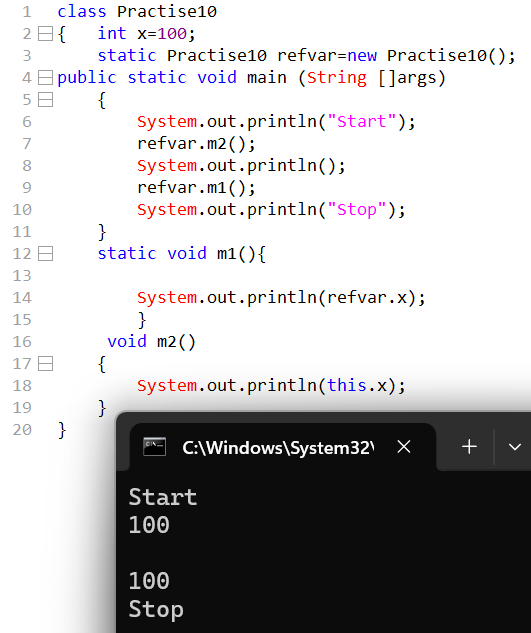 1 class Practise10
2 { int x=100;
3 static Practise10 refvar=new Practise10();
4 public static void main (String []args)
5 {
6 System.out.println("Start");
7 refvar.m2();
8 System.out.println();
9 refvar.m1();
10 System.out.println("Stop");
11 }
12 static void m1(){
13
14 System.out.println(refvar.x);
15 }
16 void m2()
17 {
18 System.out.println(this.x);
19 }
20 }
C:\Windows\System32\
Start
100
100
Stop